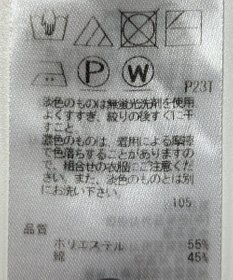 P
W
P23T
淡色のものは無蛍光洗剤を使用
よくすすぎ、絞りの後すぐに干
すこと。
濃色のものは、着用による摩擦
で色落ちすることがありますの
で、組合せの衣服にご注意くだ
さい。また、淡色のものとは別
にお洗い下さい。
105
品質
ポリエステル 55%
綿 45%